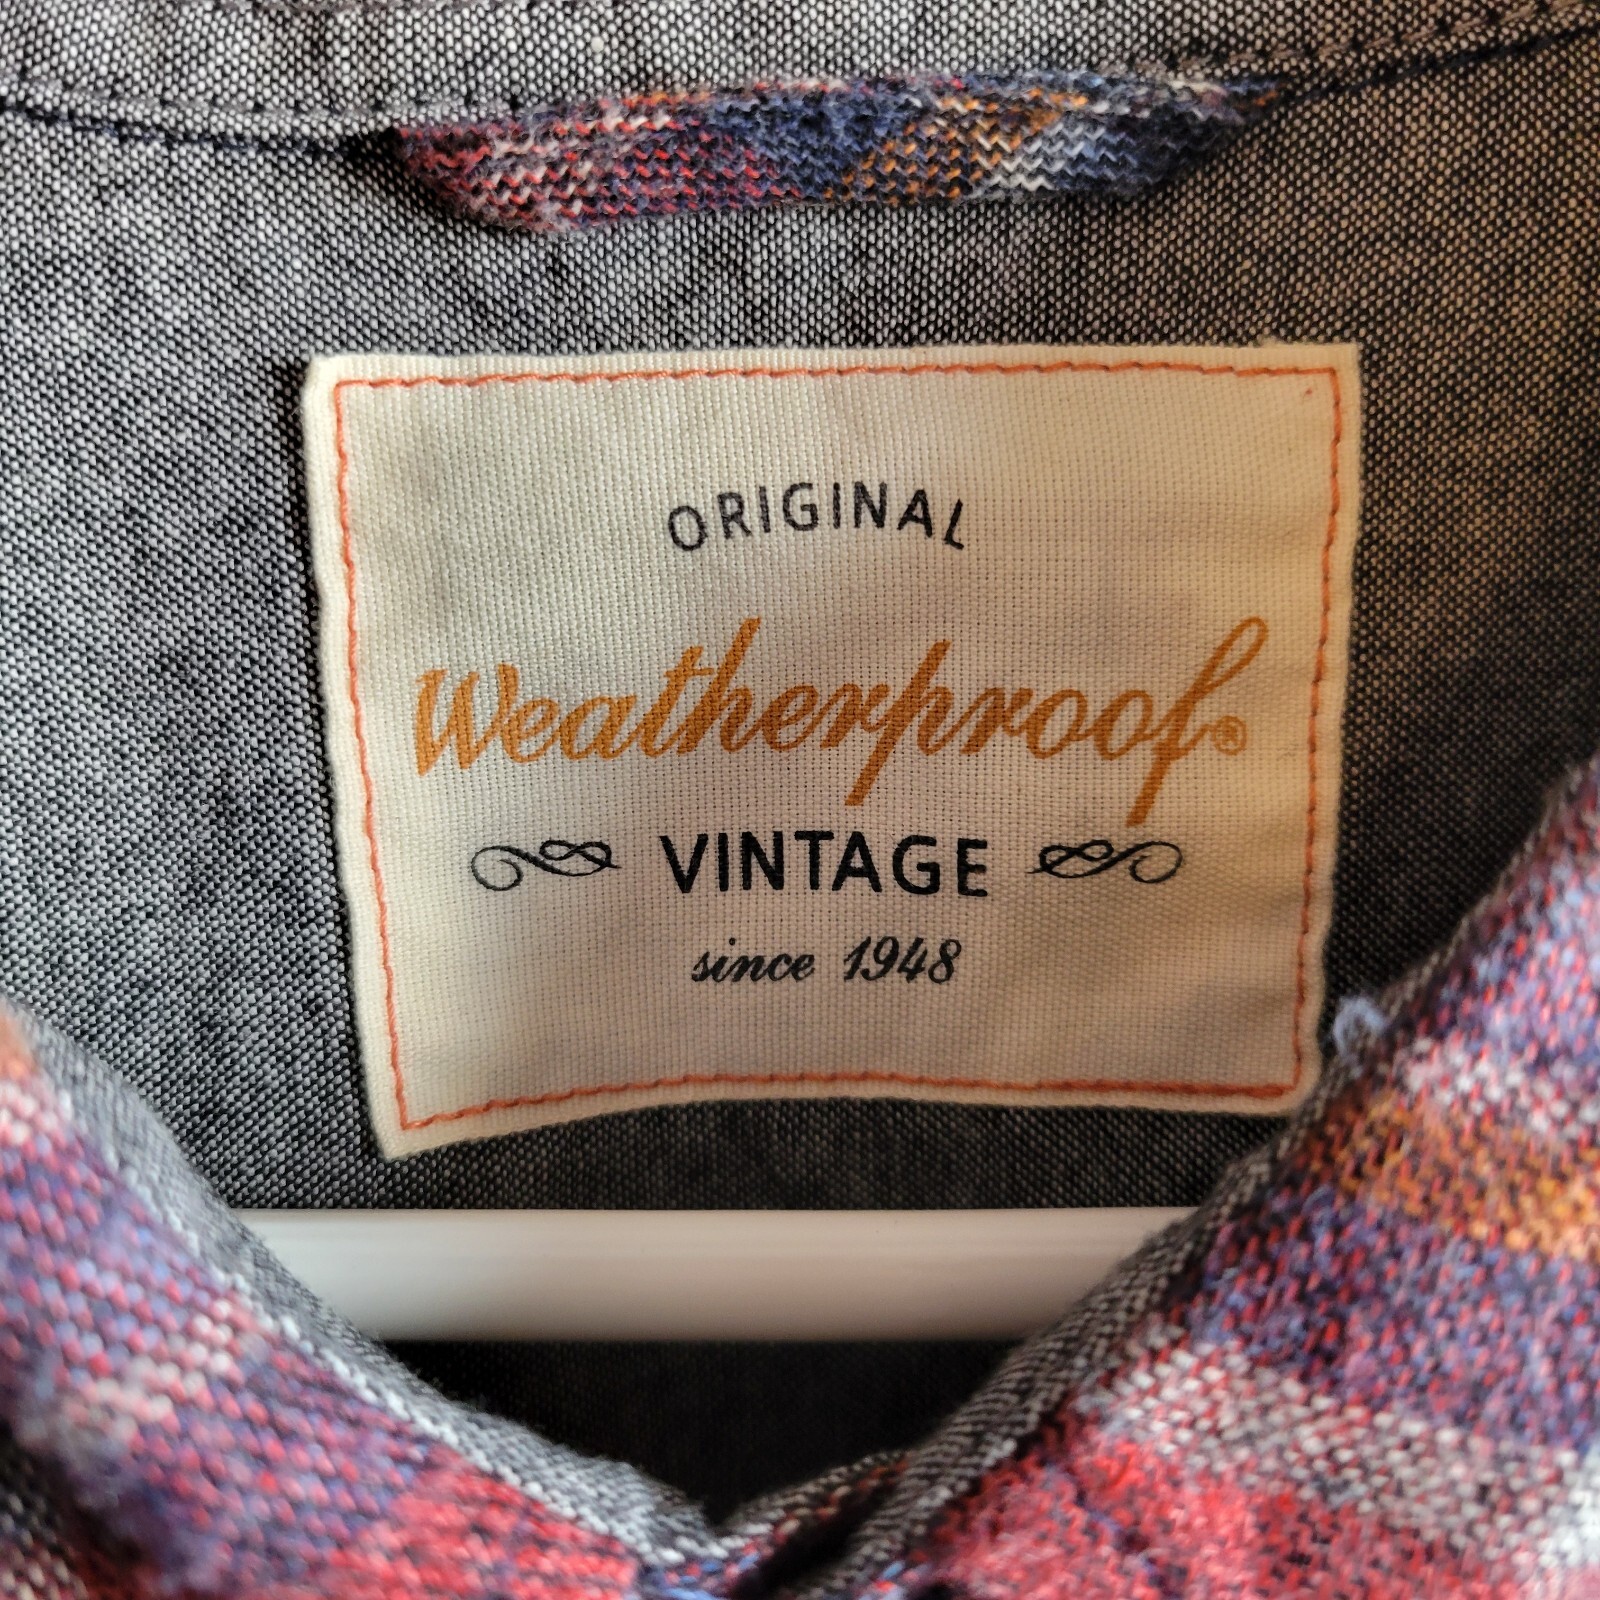 ORIGINAL
Weatherproof®
VINTAGE
since 1948